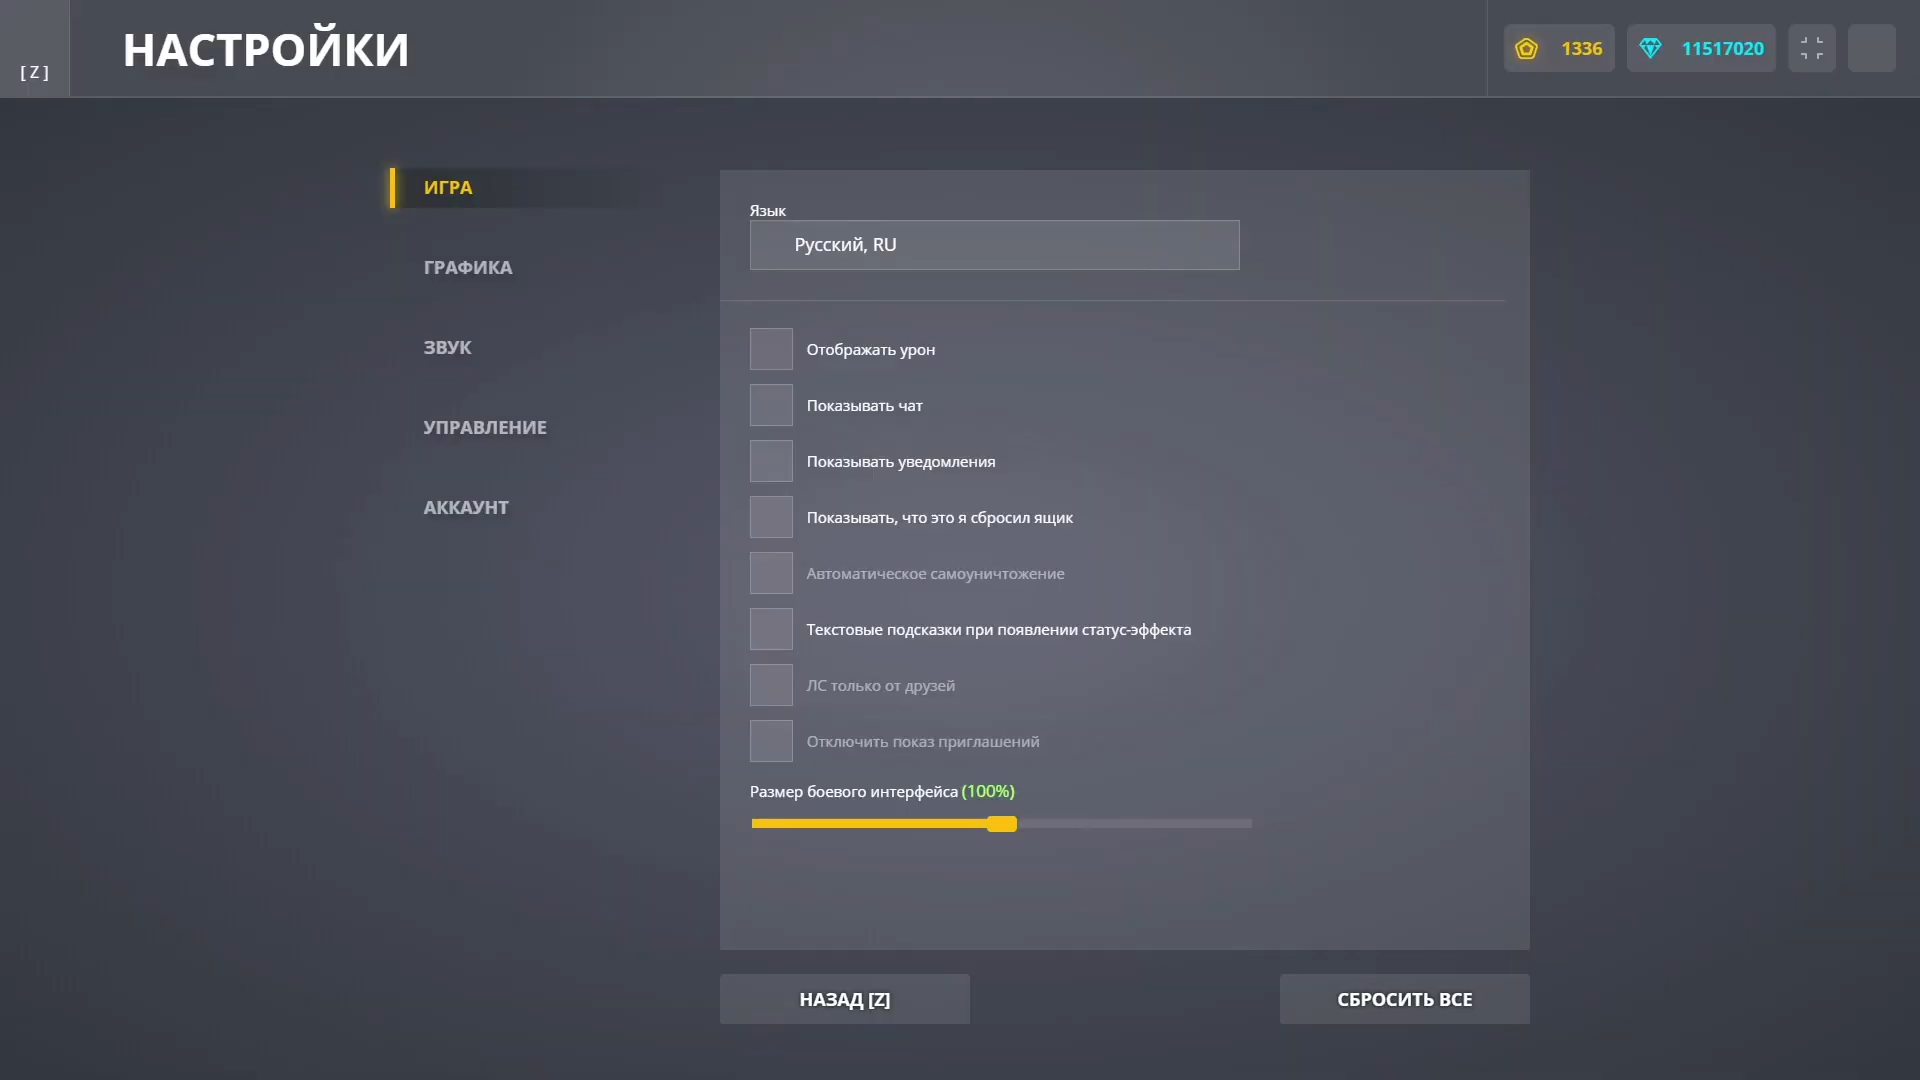 [ Z ]
НАСТРОЙКИ
1336
11517020
ИГРА
ГРАФИКА
ЗВУК
УПРАВЛЕНИЕ
АККАУНТ
Язык
Русский, RU
Отображать урон
Показывать чат
Показывать уведомления
Показывать, что это я сбросил ящик
Автоматическое самоуничтожение
Текстовые подсказки при появлении статус-эффекта
ЛС только от друзей
Отключить показ приглашений
Размер боевого интерфейса (100%)
НАЗАД [Z]
СБРОСИТЬ ВСЕ